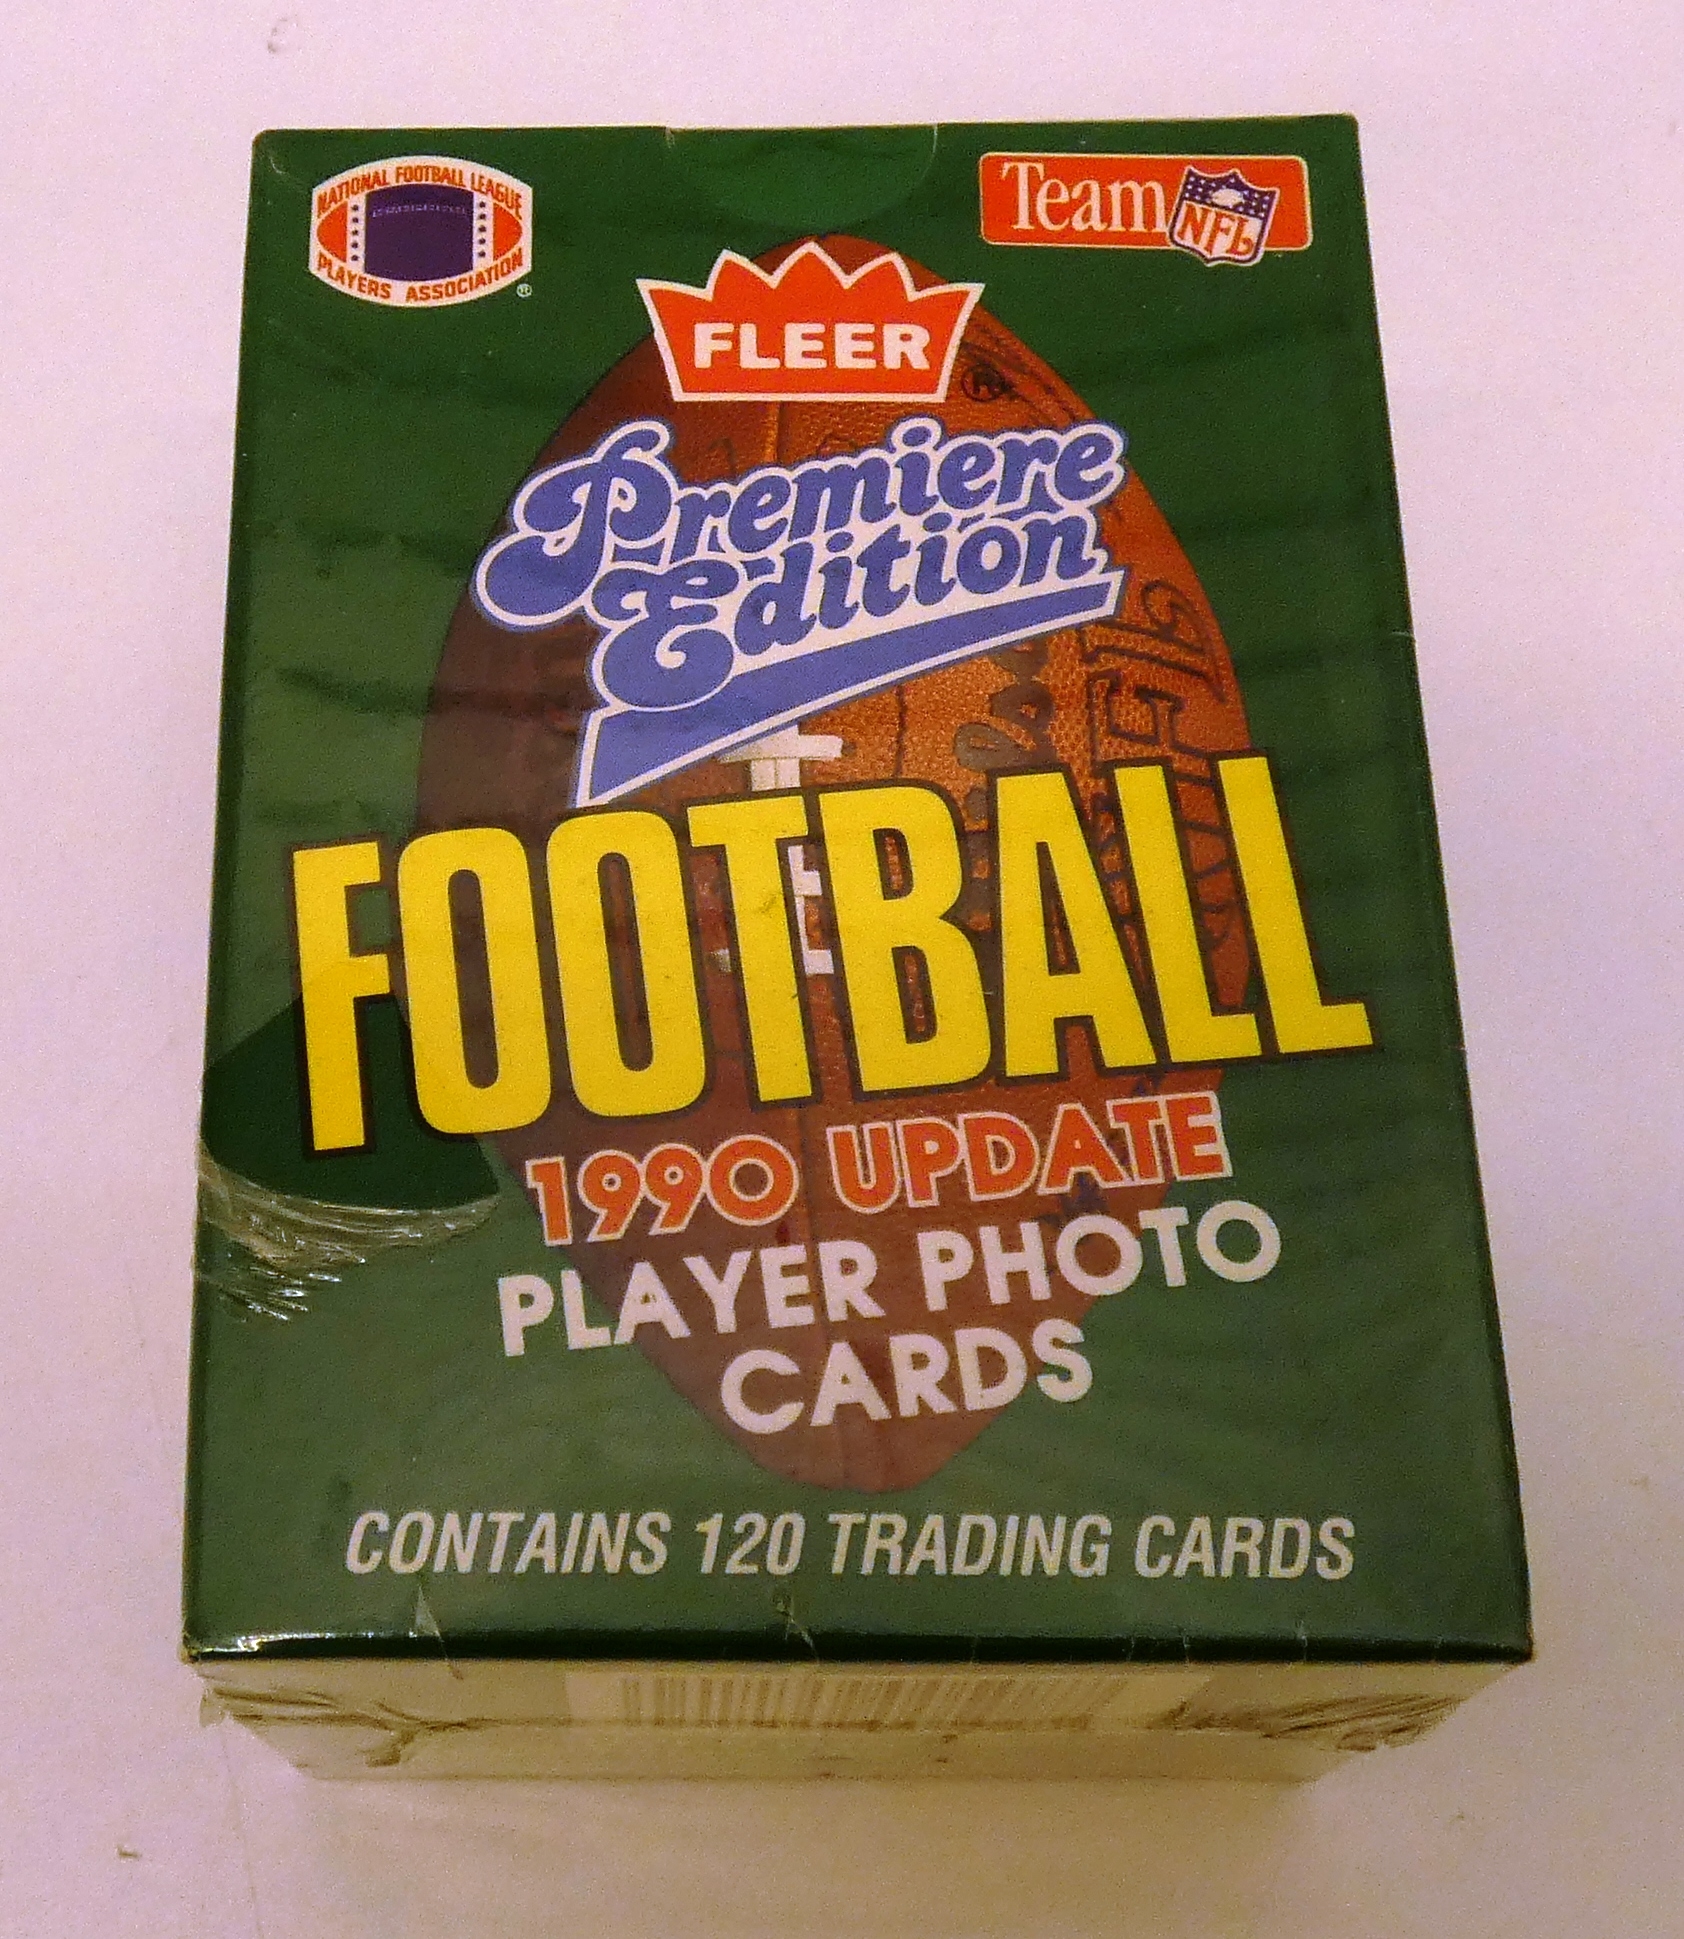 NATIONAL FOOTBALL LEAGUE
PLAYERS ASSOCIATION ®
Team NFL
FLEER ®
Premiere
Edition
FOOTBALL
1990 UPDATE
PLAYER PHOTO
CARDS
CONTAINS 120 TRADING CARDS